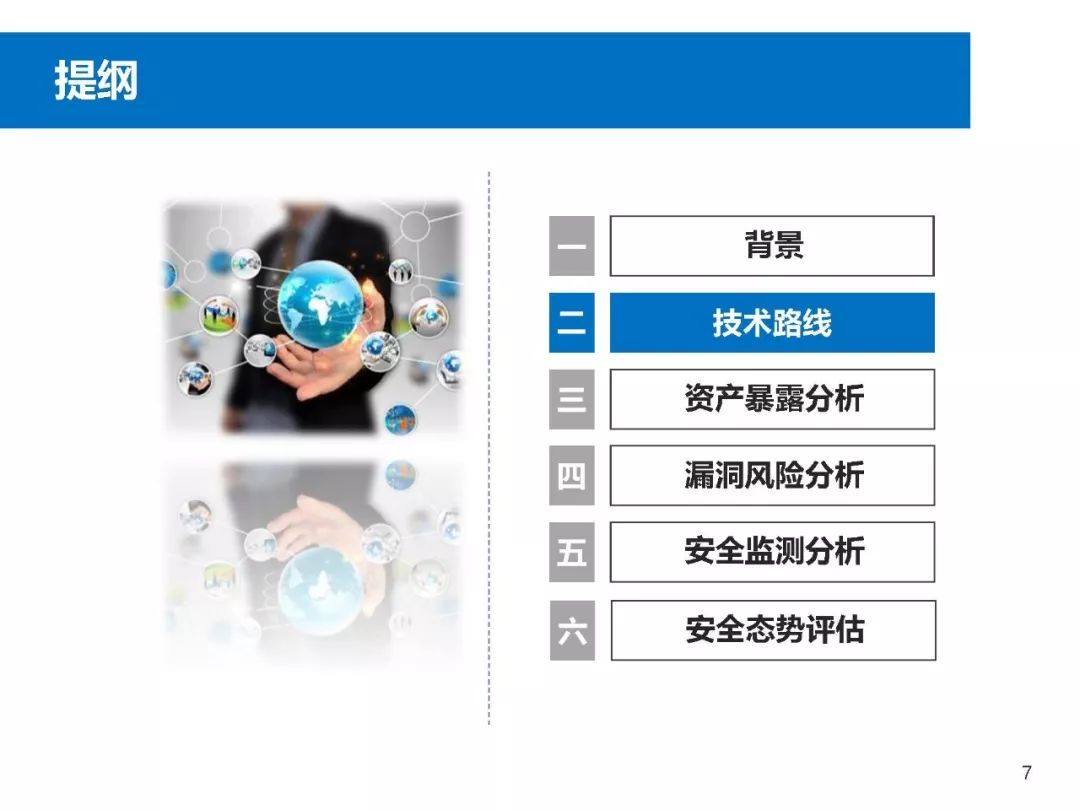 提纲
一 背景
二 技术路线
三 资产暴露分析
四 漏洞风险分析
五 安全监测分析
六 安全态势评估
7